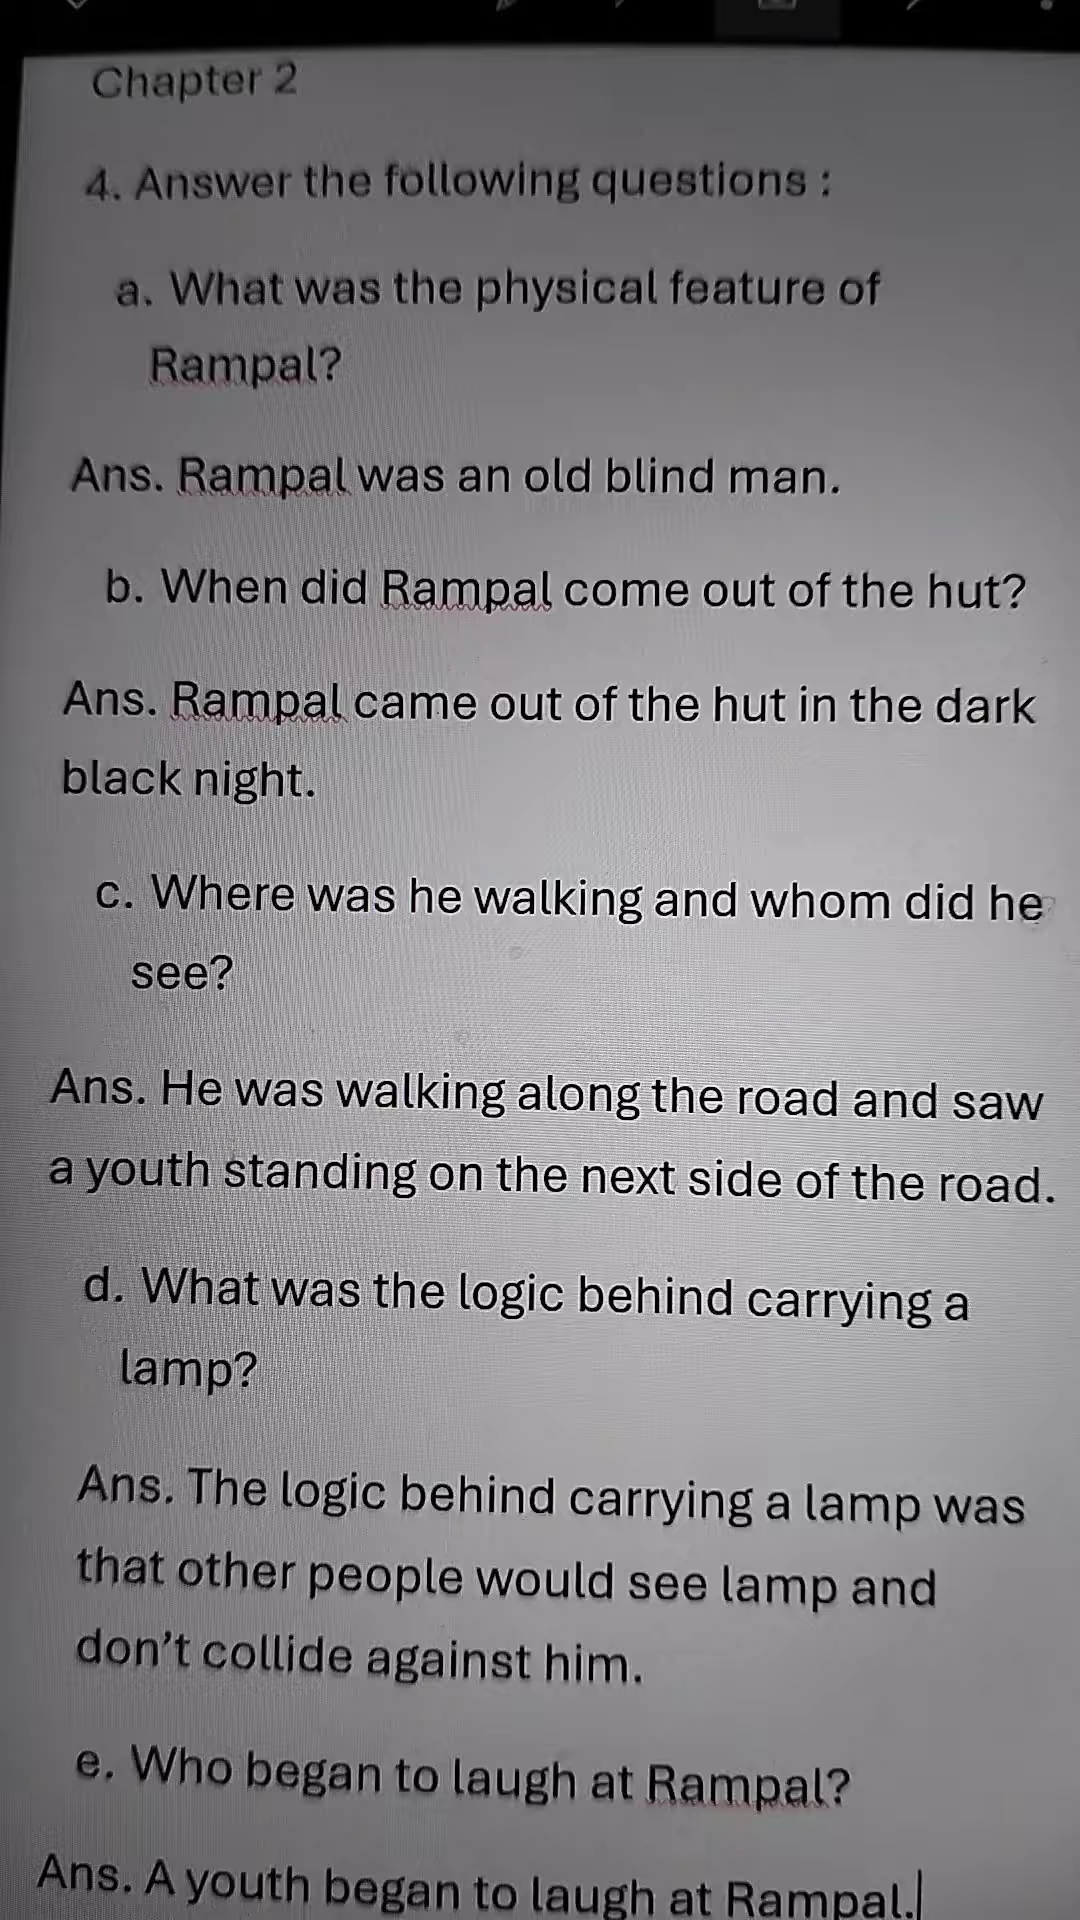 Chapter 2
4. Answer the following questions :
a. What was the physical feature of
Rampal?
Ans. Rampal was an old blind man.
b. When did Rampal come out of the hut?
Ans. Rampal came out of the hut in the dark
black night.
c. Where was he walking and whom did he
see?
Ans. He was walking along the road and saw
a youth standing on the next side of the road.
d. What was the logic behind carrying a
lamp?
Ans. The logic behind carrying a lamp was
that other people would see lamp and
don't collide against him.
e. Who began to laugh at Rampal?
Ans. A youth began to laugh at Rampal.